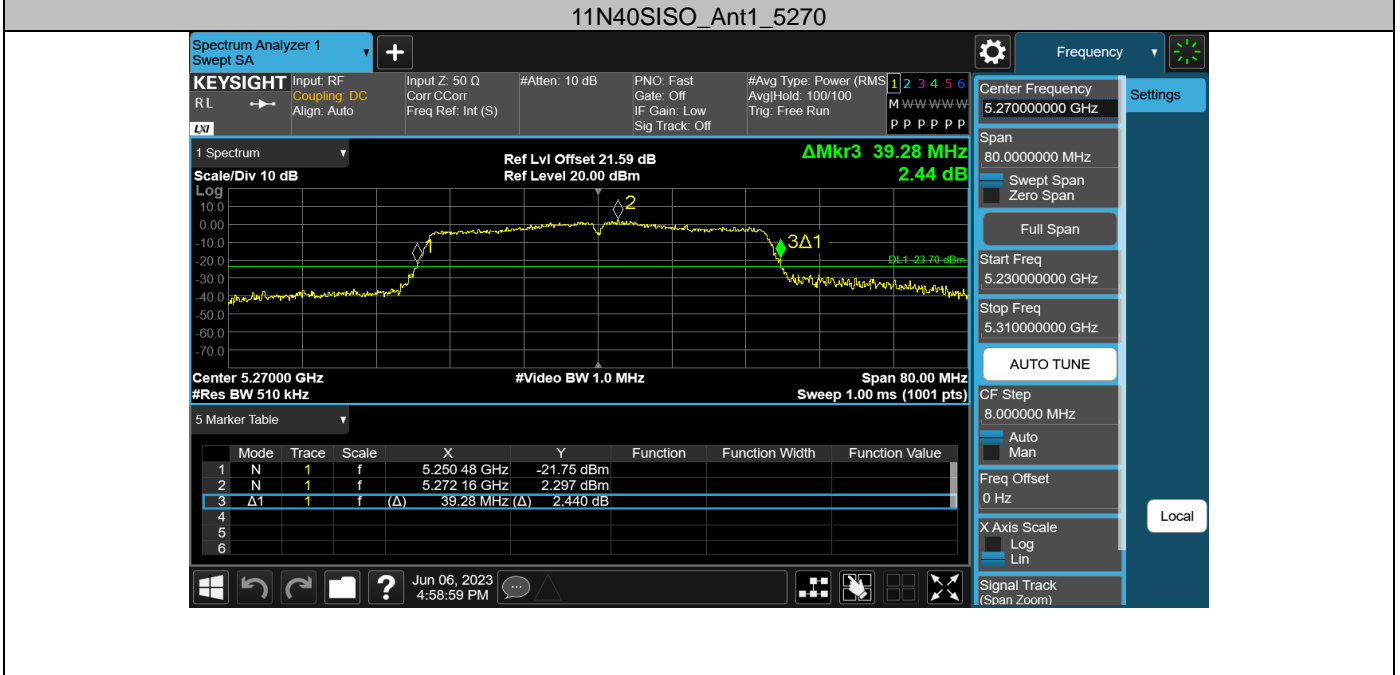 11N40SISO_Ant1_5270
Spectrum Analyzer 1
Swept SA
+
Frequency
KEYSIGHT Input: RF Input Z: 50 Ω #Atten: 10 dB PNO: Fast #Avg Type: Power (RMS 1 2 3 4 5 6
RL Coupling: DC Corr CCorr Gate: Off Avg|Hold: 100/100 M W W W W W
Align: Auto Freq Ref: Int (S) IF Gain: Low Trig: Free Run
LXI Sig Track: Off P P P P P P
1 Spectrum
Ref Lvl Offset 21.59 dB
ΔMkr3 39.28 MHz
Scale/Div 10 dB Ref Level 20.00 dBm 2.44 dB
Log
10.0
0.00
-10.0
-20.0
-30.0
-40.0
-50.0
-60.0
-70.0
1
2
3Δ1
DL1 -23.70 dBm
Center 5.27000 GHz #Video BW 1.0 MHz Span 80.00 MHz
#Res BW 510 kHz Sweep 1.00 ms (1001 pts)
5 Marker Table
Mode Trace Scale X Y Function Function Width Function Value
1 N 1 f 5.250 48 GHz -21.75 dBm
2 N 1 f 5.272 16 GHz 2.297 dBm
3 Δ1 1 f (Δ) 39.28 MHz (Δ) 2.440 dB
4
5
6
?
Jun 06, 2023
4:58:59 PM
Center Frequency
5.270000000 GHz
Settings
Span
80.0000000 MHz
Swept Span
Zero Span
Full Span
Start Freq
5.230000000 GHz
Stop Freq
5.310000000 GHz
AUTO TUNE
CF Step
8.000000 MHz
Auto
Man
Freq Offset
0 Hz
X Axis Scale
Log
Lin
Local
Signal Track
(Span Zoom)